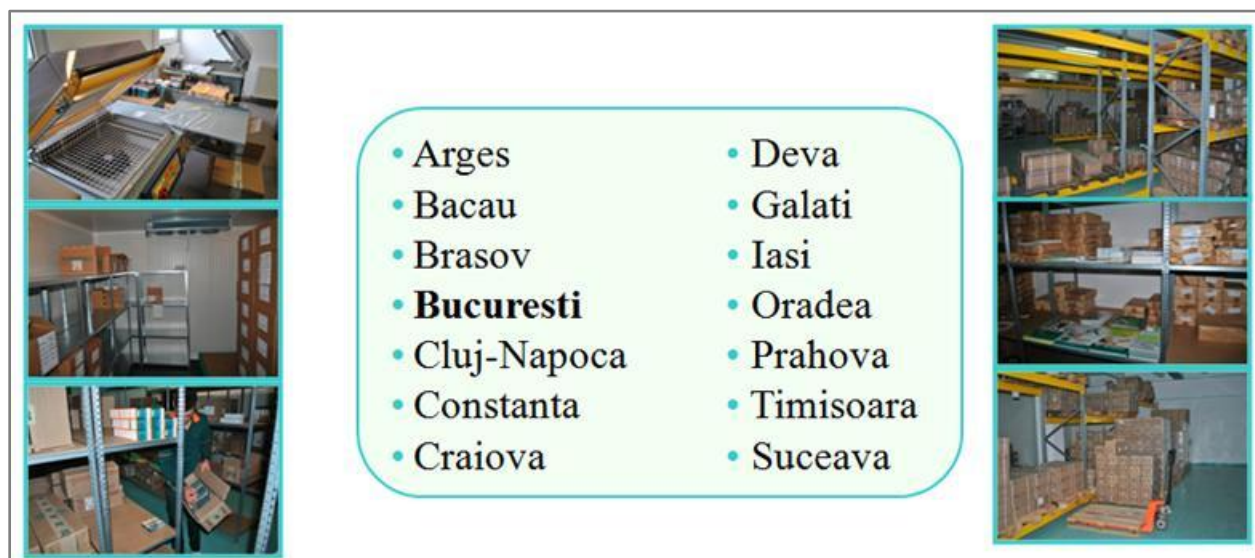 • Arges
• Bacau
• Brasov
• Bucuresti
• Cluj-Napoca
• Constanta
• Craiova
• Deva
• Galati
• Iasi
• Oradea
• Prahova
• Timisoara
• Suceava